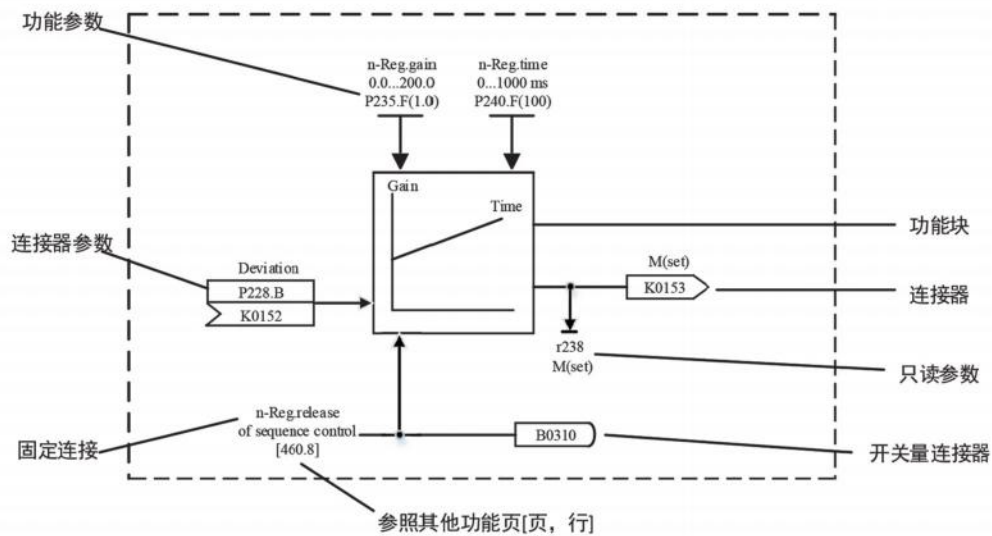 功能参数
n-Reg.gain
0.0...200.0
P235.F(1.0)
n-Reg.time
0...1000 ms
P240.F(100)
Gain
Time
功能块
连接器参数
Deviation
P228.B
K0152
M(set)
K0153
连接器
r238
M(set)
只读参数
n-Reg.release
of sequence control
[460.8]
固定连接
B0310
开关量连接器
参照其他功能页[页，行]